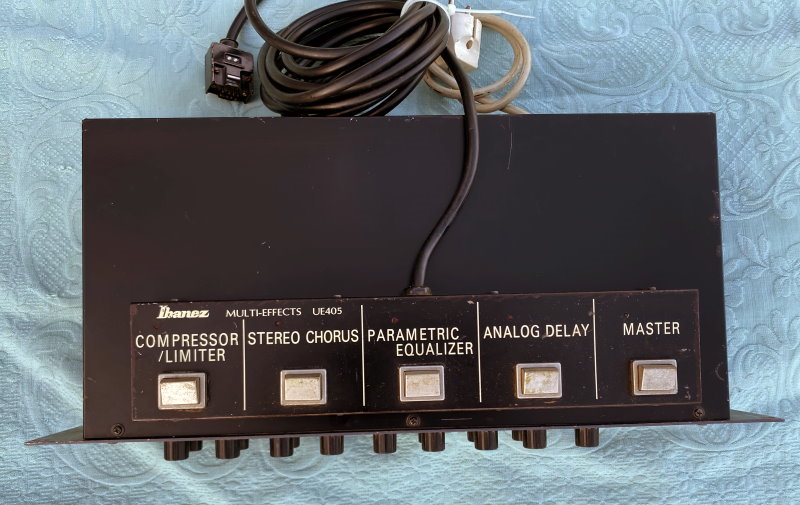 Ibanez MULTI-EFFECTS UE405
COMPRESSOR
/LIMITER
STEREO CHORUS
PARAMETRIC
EQUALIZER
ANALOG DELAY
MASTER